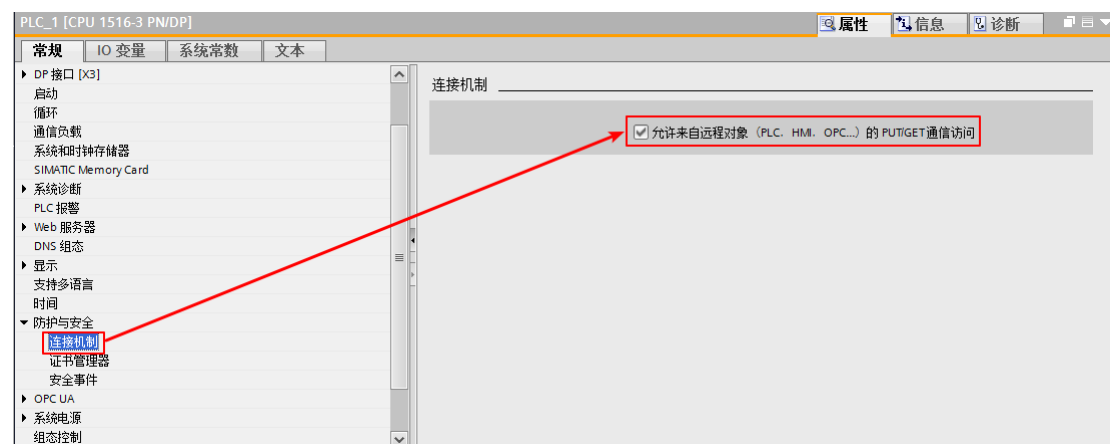 PLC_1 [CPU 1516-3 PN/DP]
属性 信息 诊断
常规 IO 变量 系统常数 文本
DP 接口 [X3]
启动
循环
通信负载
系统和时钟存储器
SIMATIC Memory Card
系统诊断
PLC 报警
Web 服务器
DNS 组态
显示
支持多语言
时间
防护与安全
连接机制
证书管理器
安全事件
OPC UA
系统电源
组态控制
连接机制
允许来自远程对象（PLC、HMI、OPC...）的 PUT/GET 通信访问